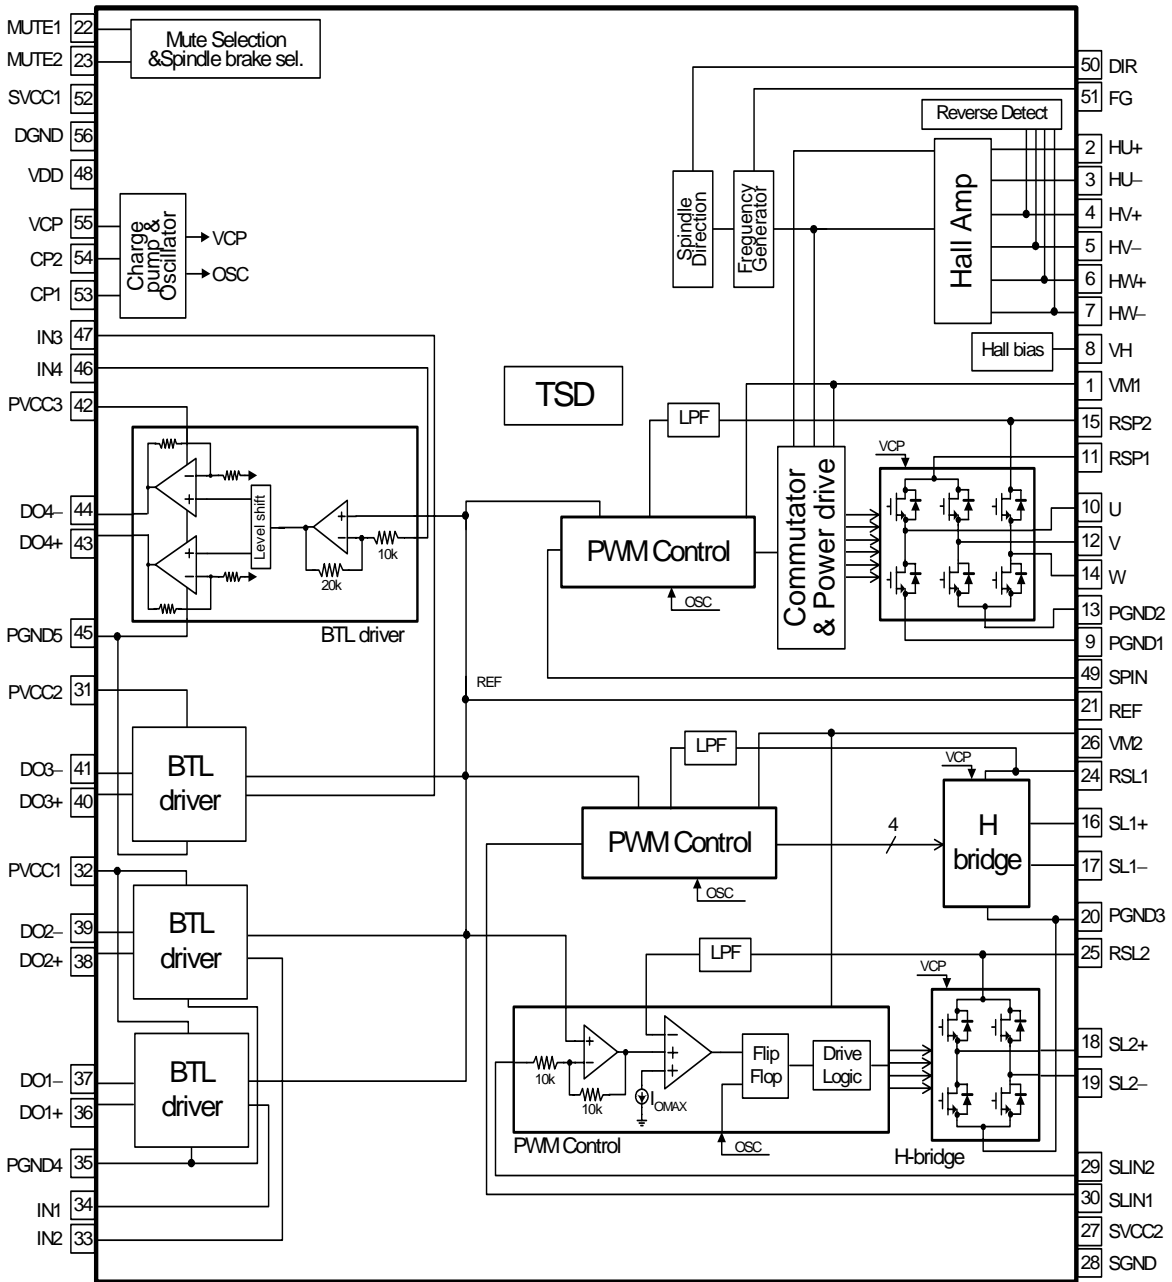 MUTE1 22
MUTE2 23
SVCC1 52
DGND 56
VDD 48
VCP 55
CP2 54
CP1 53
IN3 47
IN4 46
PVCC3 42
DO4– 44
DO4+ 43
PGND5 45
PVCC2 31
DO3– 41
DO3+ 40
PVCC1 32
DO2– 39
DO2+ 38
DO1– 37
DO1+ 36
PGND4 35
IN1 34
IN2 33
Mute Selection
&Spindle brake sel.
Charge
pump &
Oscillator
VCP
OSC
Level shift
+
–
+
–
+
–
10k
20k
BTL driver
BTL
driver
BTL
driver
BTL
driver
REF
TSD
Spindle
Direction
Freguency
Generator
Reverse Detect
Hall Amp
Hall bias
LPF
PWM Control
OSC
Commutator
& Power drive
VCP
LPF
PWM Control
OSC
4
VCP
H
bridge
LPF
VCP
+
–
10k
10k
–
+
+
IOMAX
Flip
Flop
Drive
Logic
OSC
PWM Control
H-bridge
50 DIR
51 FG
2 HU+
3 HU–
4 HV+
5 HV–
6 HW+
7 HW–
8 VH
1 VM1
15 RSP2
11 RSP1
10 U
12 V
14 W
13 PGND2
9 PGND1
49 SPIN
21 REF
26 VM2
24 RSL1
16 SL1+
17 SL1–
20 PGND3
25 RSL2
18 SL2+
19 SL2–
29 SLIN2
30 SLIN1
27 SVCC2
28 SGND